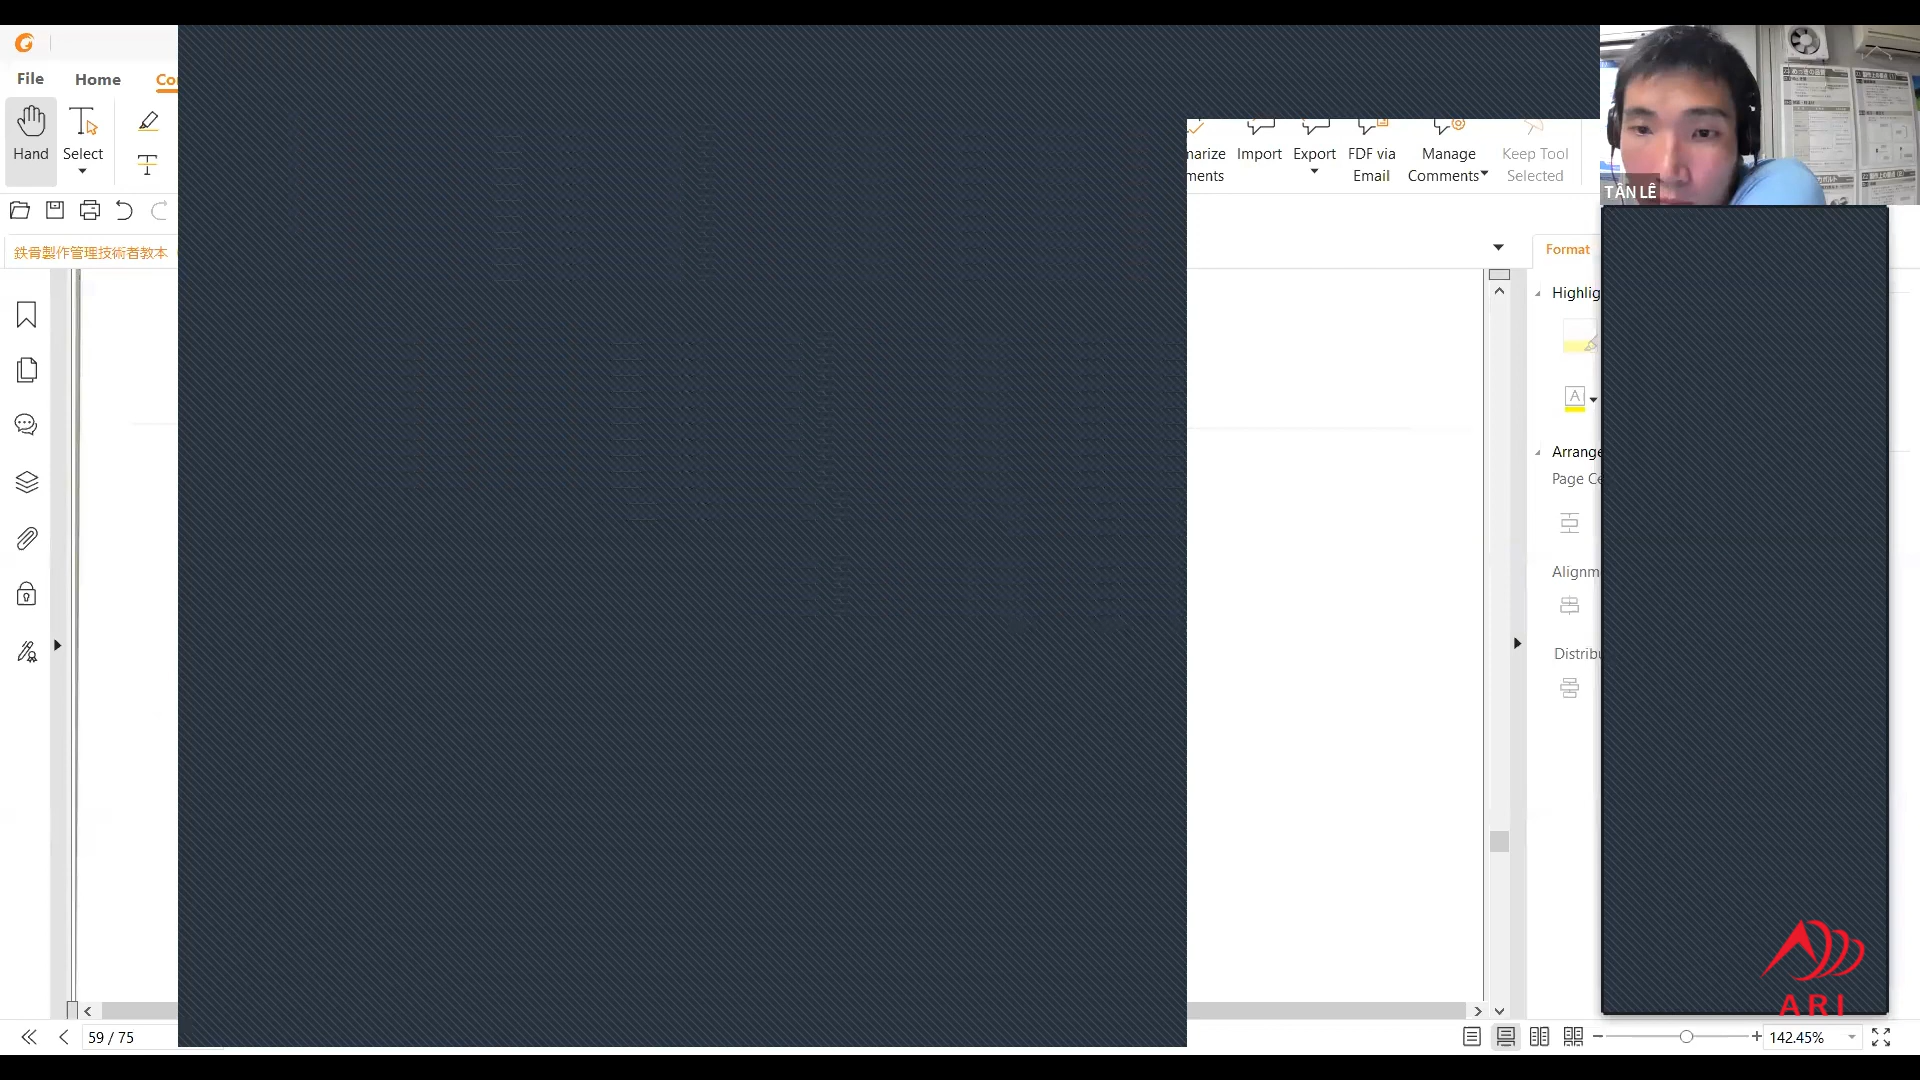 File Home Co
Hand Select
marize Import Export FDF via Manage Keep Tool
ments Email Comments Selected
TÂN LÊ
鉄骨製作管理技術者教本
Format
Highlig
A
Arrange
Page Ce
Alignm
Distribu
ARI
59 / 75
142.45%